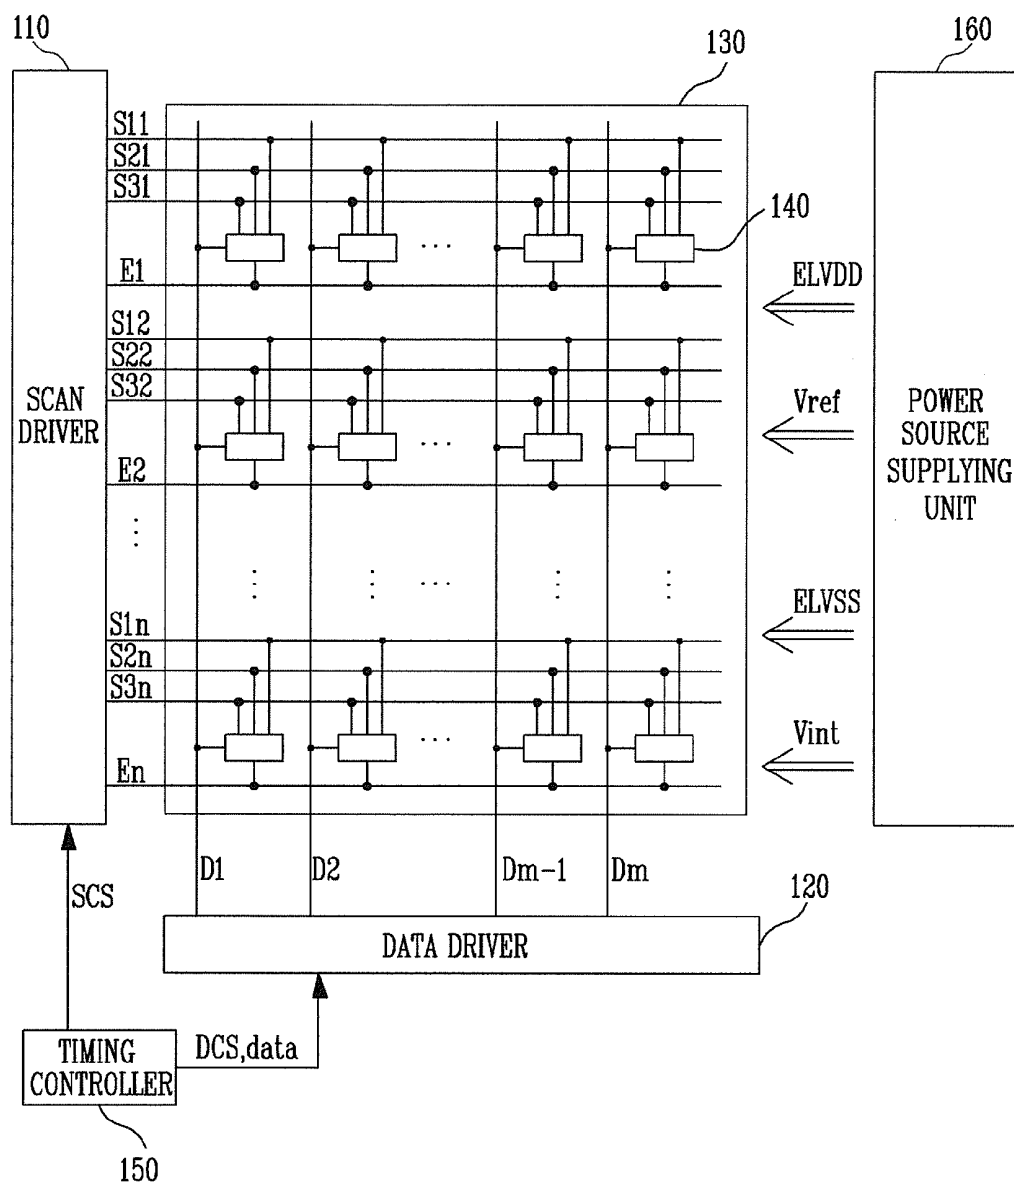 110
130
160
S11
S21
S31
140
E1
ELVDD
S12
S22
S32
SCAN
DRIVER
Vref
POWER
SOURCE
SUPPLYING
UNIT
E2
ELVSS
S1n
S2n
S3n
Vint
En
D1
D2
Dm-1
Dm
SCS
120
DATA DRIVER
DCS,data
TIMING
CONTROLLER
150